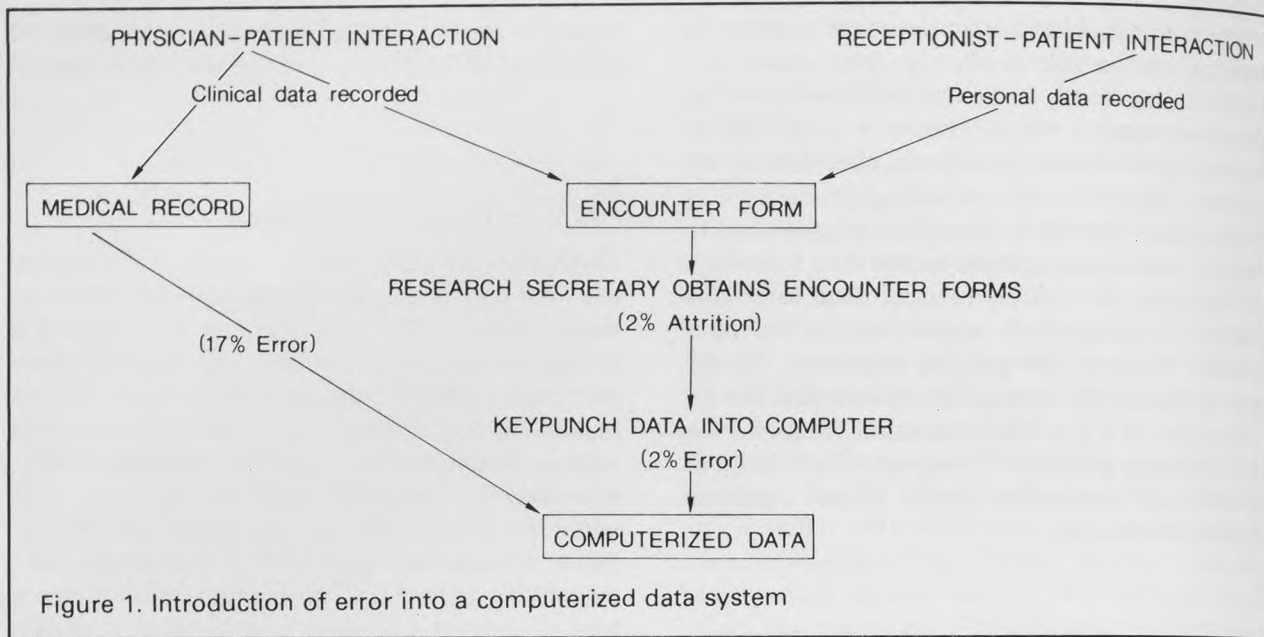 PHYSICIAN-PATIENT INTERACTION
RECEPTIONIST-PATIENT INTERACTION
Clinical data recorded
Personal data recorded
MEDICAL RECORD
ENCOUNTER FORM
RESEARCH SECRETARY OBTAINS ENCOUNTER FORMS
(2% Attrition)
(17% Error)
KEYPUNCH DATA INTO COMPUTER
(2% Error)
COMPUTERIZED DATA
Figure 1. Introduction of error into a computerized data system